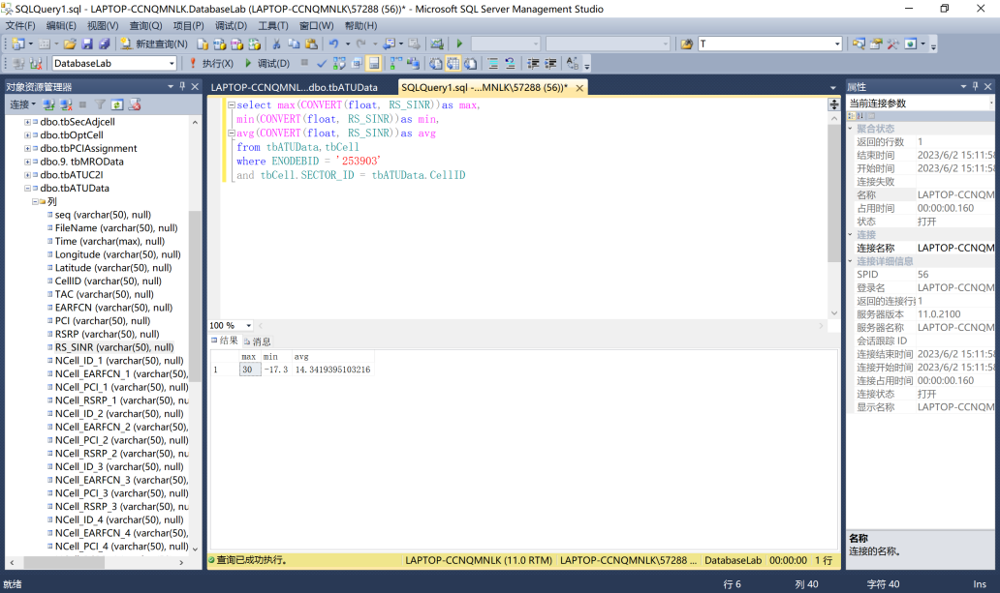 SQLQuery1.sql - LAPTOP-CCNQMNLK.DatabaseLab (LAPTOP-CCNQMNLK\57288 (56))* - Microsoft SQL Server Management Studio
文件(F) 编辑(E) 视图(V) 查询(Q) 项目(P) 调试(D) 工具(T) 窗口(W) 帮助(H)
新建查询(N) T
DatabaseLab 执行(X) 调试(D)
对象资源管理器
连接
dbo.tbSecAdjcell
dbo.tbOptCell
dbo.tbPCIAssignment
dbo.9. tbMROData
dbo.tbATUC2I
dbo.tbATUData
列
seq (varchar(50), null)
FileName (varchar(50), null)
Time (varchar(max), null)
Longitude (varchar(50), null)
Latitude (varchar(50), null)
CellID (varchar(50), null)
TAC (varchar(50), null)
EARFCN (varchar(50), null)
PCI (varchar(50), null)
RSRP (varchar(50), null)
RS_SINR (varchar(50), null)
NCell_ID_1 (varchar(50), null)
NCell_EARFCN_1 (varchar(50),
NCell_PCI_1 (varchar(50), null)
NCell_RSRP_1 (varchar(50), nu
NCell_ID_2 (varchar(50), null)
NCell_EARFCN_2 (varchar(50),
NCell_PCI_2 (varchar(50), null)
NCell_RSRP_2 (varchar(50), nu
NCell_ID_3 (varchar(50), null)
NCell_EARFCN_3 (varchar(50),
NCell_PCI_3 (varchar(50), null)
NCell_RSRP_3 (varchar(50), nu
NCell_ID_4 (varchar(50), null)
NCell_EARFCN_4 (varchar(50),
NCell_PCI_4 (varchar(50), null)
LAPTOP-CCNQMNL...dbo.tbATUData SQLQuery1.sql -...MNLK\57288 (56))*
select max(CONVERT(float, RS_SINR))as max,
min(CONVERT(float, RS_SINR))as min,
avg(CONVERT(float, RS_SINR))as avg
from tbATUData,tbCell
where ENODEBID = '253903'
and tbCell.SECTOR_ID = tbATUData.CellID
100 %
结果 消息
max min avg
1 30 -17.3 14.3419395103216
查询已成功执行。 LAPTOP-CCNQMNLK (11.0 RTM) LAPTOP-CCNQMNLK\57288 ... DatabaseLab 00:00:00 1 行
属性
当前连接参数
聚合状态
返回的行数 1
结束时间 2023/6/2 15:11:58
开始时间 2023/6/2 15:11:58
连接失败
名称 LAPTOP-CCNQM
占用时间 00:00:00.160
状态 打开
连接
连接名称 LAPTOP-CCNQM
连接详细信息
SPID 56
登录名 LAPTOP-CCNQM
返回的连接行 1
服务器版本 11.0.2100
服务器名称 LAPTOP-CCNQM
会话跟踪 ID
连接结束时间 2023/6/2 15:11:58
连接开始时间 2023/6/2 15:11:58
连接占用时间 00:00:00.160
连接状态 打开
显示名称 LAPTOP-CCNQM
名称
连接的名称。
就绪 行 6 列 40 字符 40 Ins